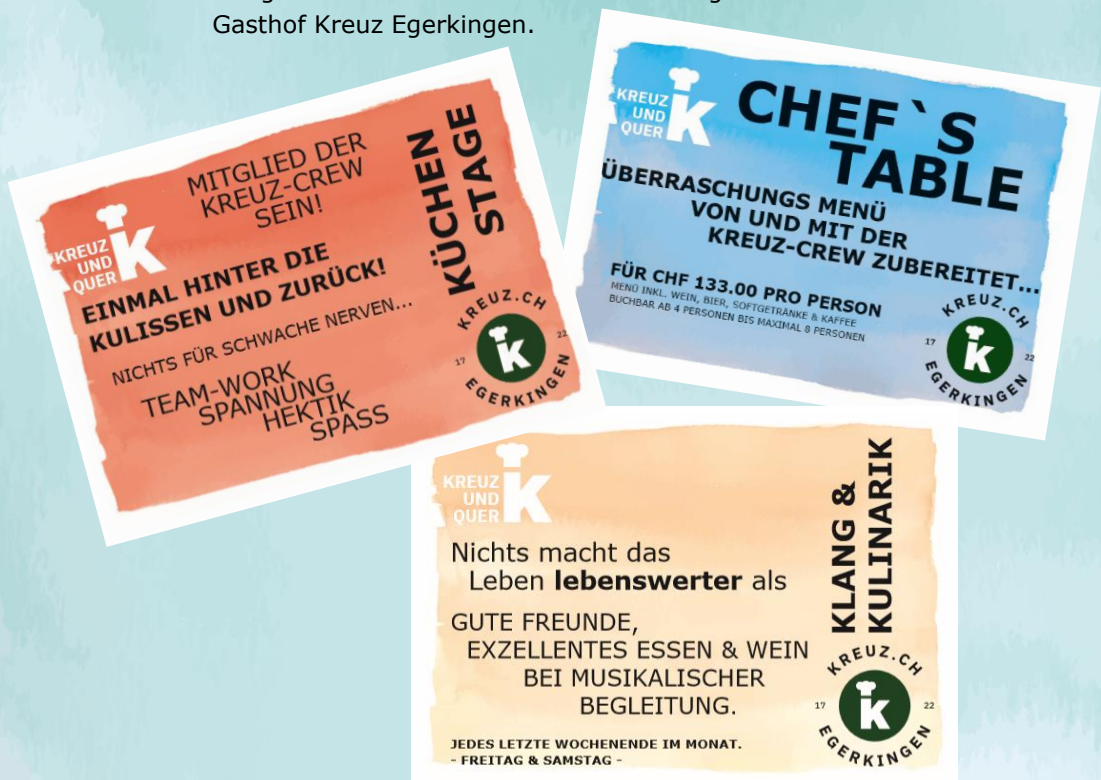 Gasthof Kreuz Egerkingen.
KREUZ
UND
QUER
MITGLIED DER
KREUZ-CREW
SEIN!
EINMAL HINTER DIE
KULISSEN UND ZURÜCK!
NICHTS FÜR SCHWACHE NERVEN...
TEAM-WORK
SPANNUNG
HEKTIK
SPASS
KÜCHEN
STAGE
KREUZ.CH
17 22
k
EGERKINGEN
KREUZ
UND
QUER
k
CHEF`S
TABLE
ÜBERRASCHUNGS MENÜ
VON UND MIT DER
KREUZ-CREW ZUBEREITET...
FÜR CHF 133.00 PRO PERSON
MENÜ INKL. WEIN, BIER, SOFTGETRÄNKE & KAFFEE
BUCHBAR AB 4 PERSONEN BIS MAXIMAL 8 PERSONEN
KREUZ.CH
17 22
k
EGERKINGEN
KREUZ
UND
QUER
k
Nichts macht das
Leben lebenswerter als
GUTE FREUNDE,
EXZELLENTES ESSEN & WEIN
BEI MUSIKALISCHER
BEGLEITUNG.
JEDES LETZTE WOCHENENDE IM MONAT.
- FREITAG & SAMSTAG -
KLANG &
KULINARIK
KREUZ.CH
17 22
k
EGERKINGEN